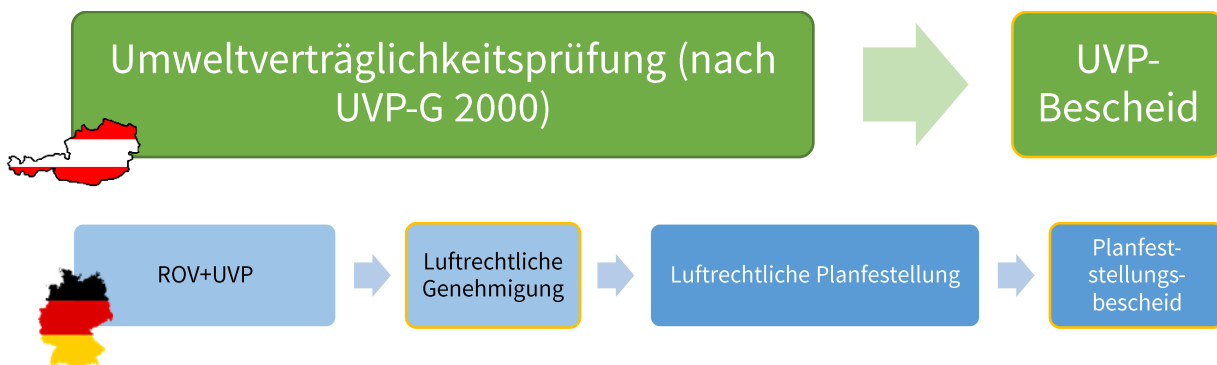 Umweltverträglichkeitsprüfung (nach
UVP-G 2000)
UVP-
Bescheid
ROV+UVP
Luftrechtliche
Genehmigung
Luftrechtliche Planfestellung
Planfest-
stellungs-
bescheid